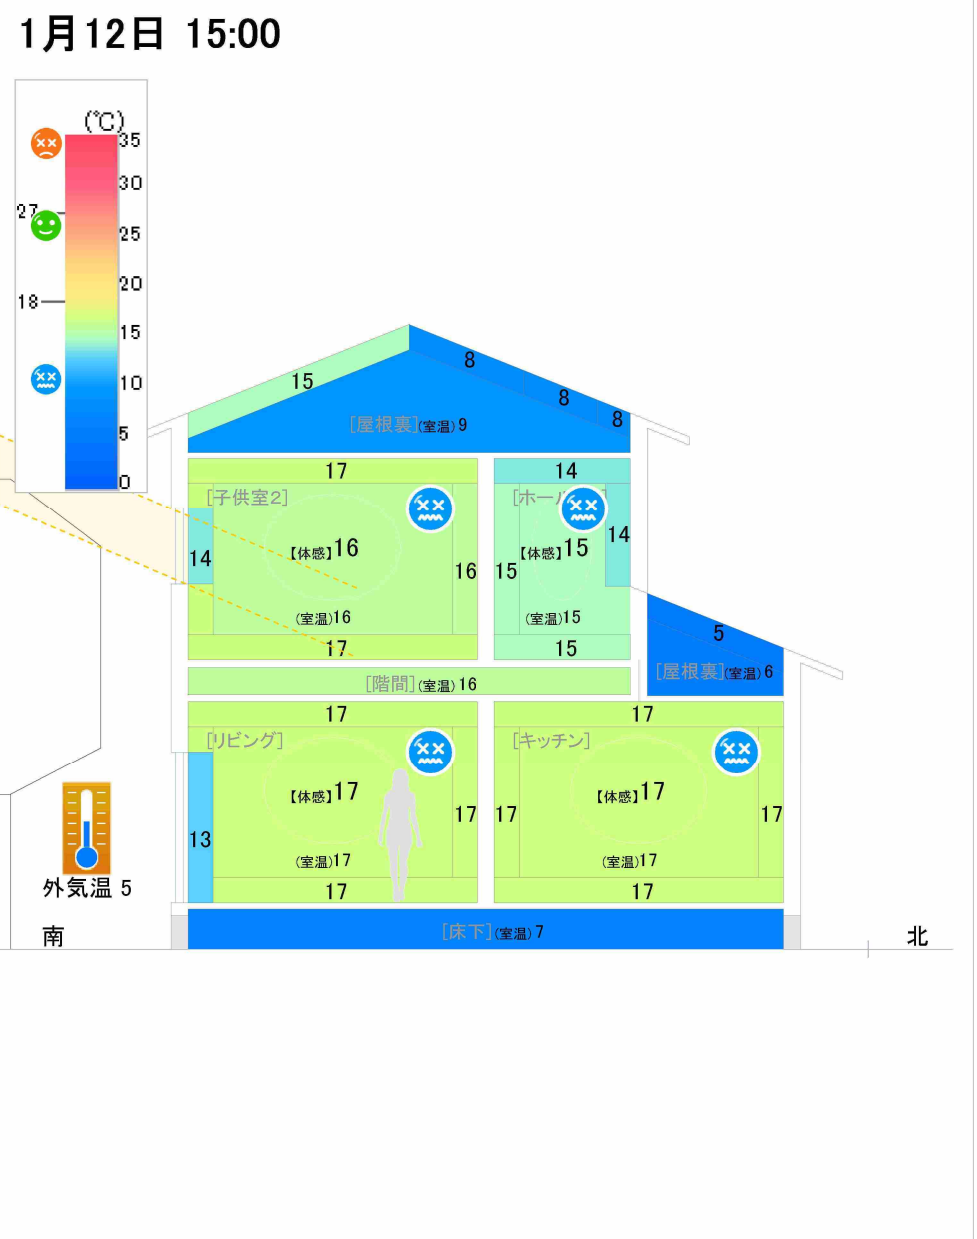 1月12日 15:00
(℃)
35
30
27
25
20
18
15
10
5
0
15
8
8
8
[屋根裏](室温)9
17
14
[子供室2]
[ホー
14
【体感】16
16
15
【体感】15
14
(室温)16
(室温)15
17
15
5
[屋根裏](室温)6
[階間](室温)16
17
17
[リビング]
[キッチン]
13
【体感】17
17
17
【体感】17
17
(室温)17
(室温)17
17
17
外気温 5
[床下](室温)7
南
北